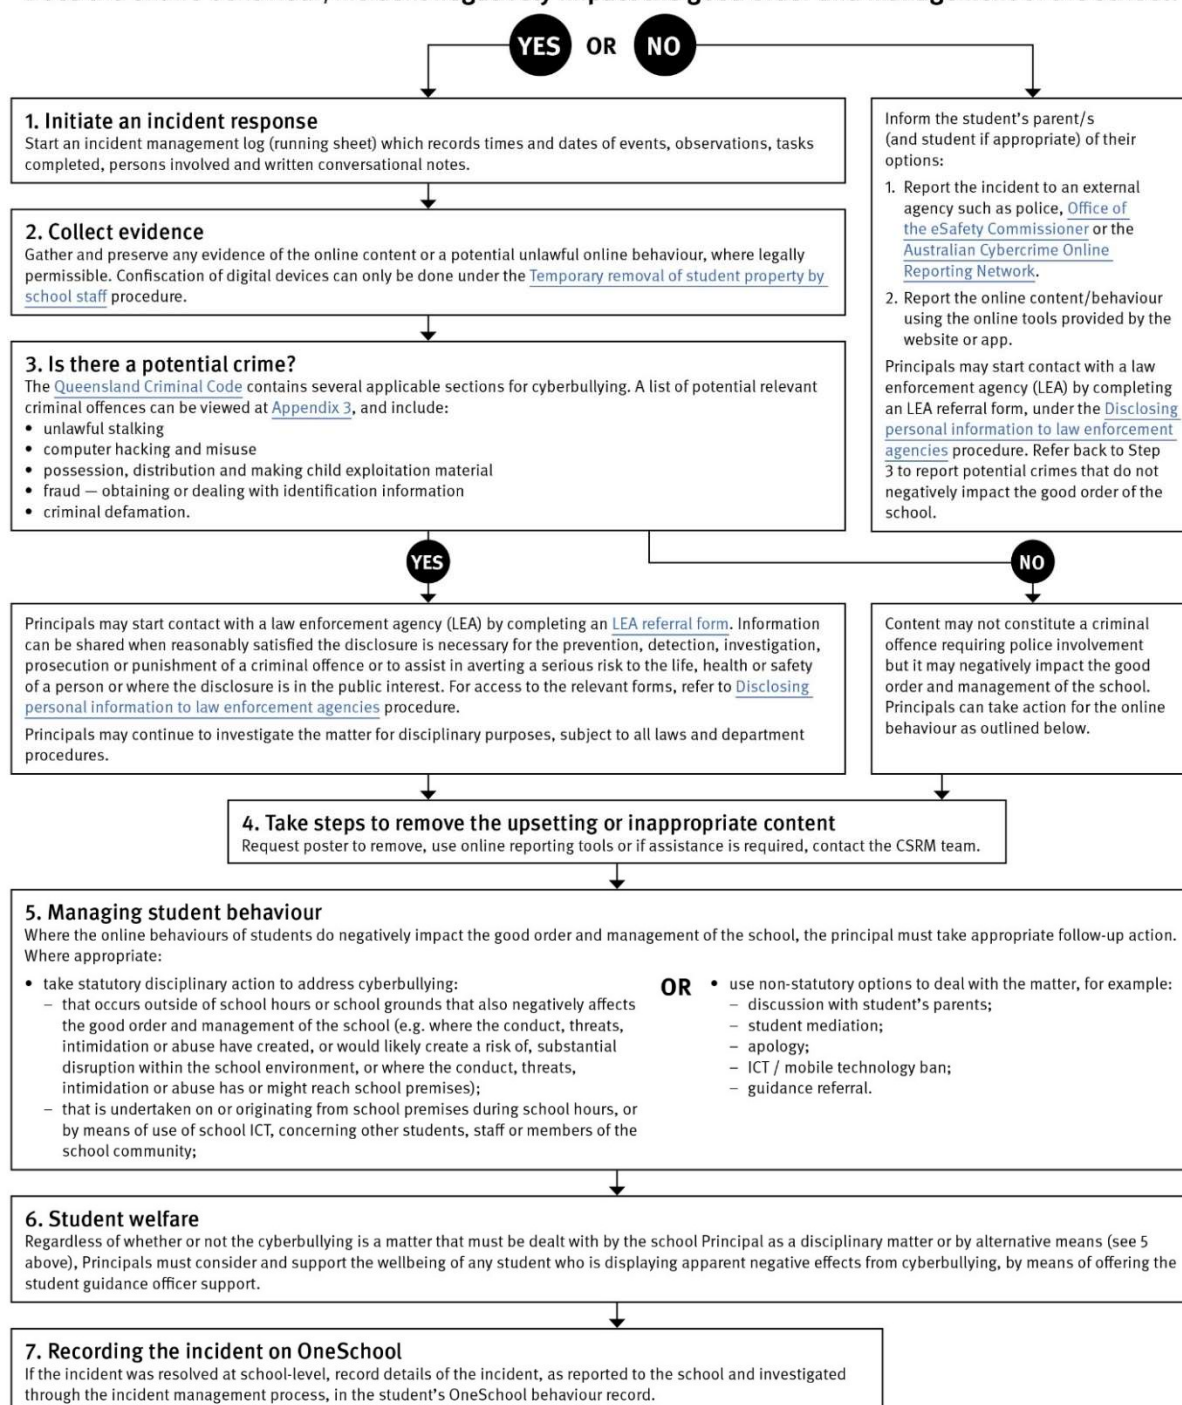 YES OR NO
1. Initiate an incident response
Start an incident management log (running sheet) which records times and dates of events, observations, tasks
completed, persons involved and written conversational notes.
2. Collect evidence
Gather and preserve any evidence of the online content or a potential unlawful online behaviour, where legally
permissible. Confiscation of digital devices can only be done under the Temporary removal of student property by
school staff procedure.
3. Is there a potential crime?
The Queensland Criminal Code contains several applicable sections for cyberbullying. A list of potential relevant
criminal offences can be viewed at Appendix 3, and include:
• unlawful stalking
• computer hacking and misuse
• possession, distribution and making child exploitation material
• fraud — obtaining or dealing with identification information
• criminal defamation.
Inform the student's parent/s
(and student if appropriate) of their
options:
1. Report the incident to an external
agency such as police, Office of
the eSafety Commissioner or the
Australian Cybercrime Online
Reporting Network.
2. Report the online content/behaviour
using the online tools provided by the
website or app.
Principals may start contact with a law
enforcement agency (LEA) by completing
an LEA referral form, under the Disclosing
personal information to law enforcement
agencies procedure. Refer back to Step
3 to report potential crimes that do not
negatively impact the good order of the
school.
YES
NO
Principals may start contact with a law enforcement agency (LEA) by completing an LEA referral form. Information
can be shared when reasonably satisfied the disclosure is necessary for the prevention, detection, investigation,
prosecution or punishment of a criminal offence or to assist in averting a serious risk to the life, health or safety
of a person or where the disclosure is in the public interest. For access to the relevant forms, refer to Disclosing
personal information to law enforcement agencies procedure.
Principals may continue to investigate the matter for disciplinary purposes, subject to all laws and department
procedures.
Content may not constitute a criminal
offence requiring police involvement
but it may negatively impact the good
order and management of the school.
Principals can take action for the online
behaviour as outlined below.
4. Take steps to remove the upsetting or inappropriate content
Request poster to remove, use online reporting tools or if assistance is required, contact the CSRM team.
5. Managing student behaviour
Where the online behaviours of students do negatively impact the good order and management of the school, the principal must take appropriate follow-up action.
Where appropriate:
• take statutory disciplinary action to address cyberbullying:
– that occurs outside of school hours or school grounds that also negatively affects
the good order and management of the school (e.g. where the conduct, threats,
intimidation or abuse have created, or would likely create a risk of, substantial
disruption within the school environment, or where the conduct, threats,
intimidation or abuse has or might reach school premises);
– that is undertaken on or originating from school premises during school hours, or
by means of use of school ICT, concerning other students, staff or members of the
school community;
OR
• use non-statutory options to deal with the matter, for example:
– discussion with student's parents;
– student mediation;
– apology;
– ICT / mobile technology ban;
– guidance referral.
6. Student welfare
Regardless of whether or not the cyberbullying is a matter that must be dealt with by the school Principal as a disciplinary matter or by alternative means (see 5
above), Principals must consider and support the wellbeing of any student who is displaying apparent negative effects from cyberbullying, by means of offering the
student guidance officer support.
7. Recording the incident on OneSchool
If the incident was resolved at school-level, record details of the incident, as reported to the school and investigated
through the incident management process, in the student's OneSchool behaviour record.